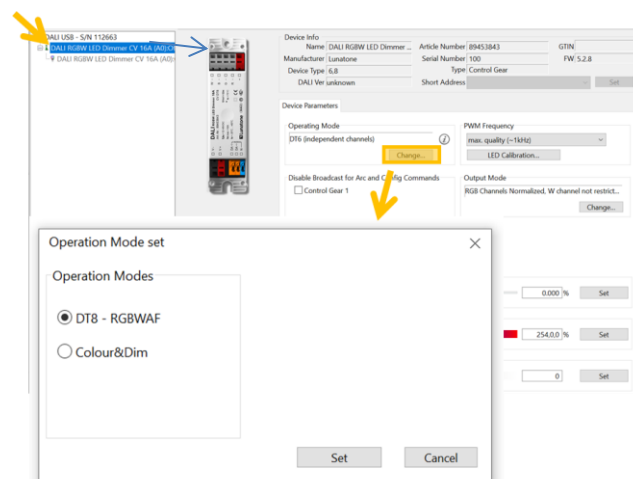 DALI USB - S/N 112663
DALI RGBW LED Dimmer CV 16A (A0):Ch
DALI RGBW LED Dimmer CV 16A (A0):
Device Info
Name DALI RGBW LED Dimmer ... Article Number 89453843 GTIN
Manufacturer Lunatone Serial Number 100 FW 5.2.8
Device Type 6,8 Type Control Gear
DALI Ver unknown Short Address Set
Device Parameters
Operating Mode
DT6 (independent channels)
Change...
PWM Frequency
max. quality (~1kHz)
LED Calibration...
Disable Broadcast for Arc and Config Commands
Control Gear 1
Output Mode
RGB Channels Normalized, W channel not restrict...
Change...
DALI
Lunatone
Operation Mode set
Operation Modes
DT8 - RGBWAF
Colour&Dim
Set Cancel
0.000 % Set
254,0,0 % Set
0 Set